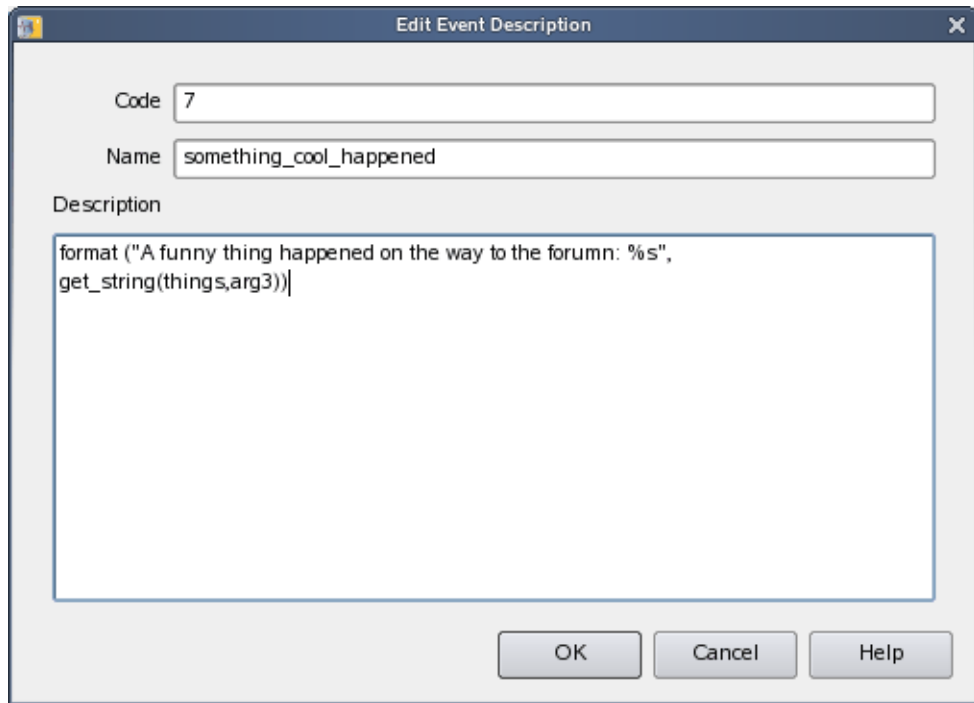 Edit Event Description
Code 7
Name something_cool_happened
Description
format ("A funny thing happened on the way to the forumn: %s",
get_string(things,arg3))
OK Cancel Help